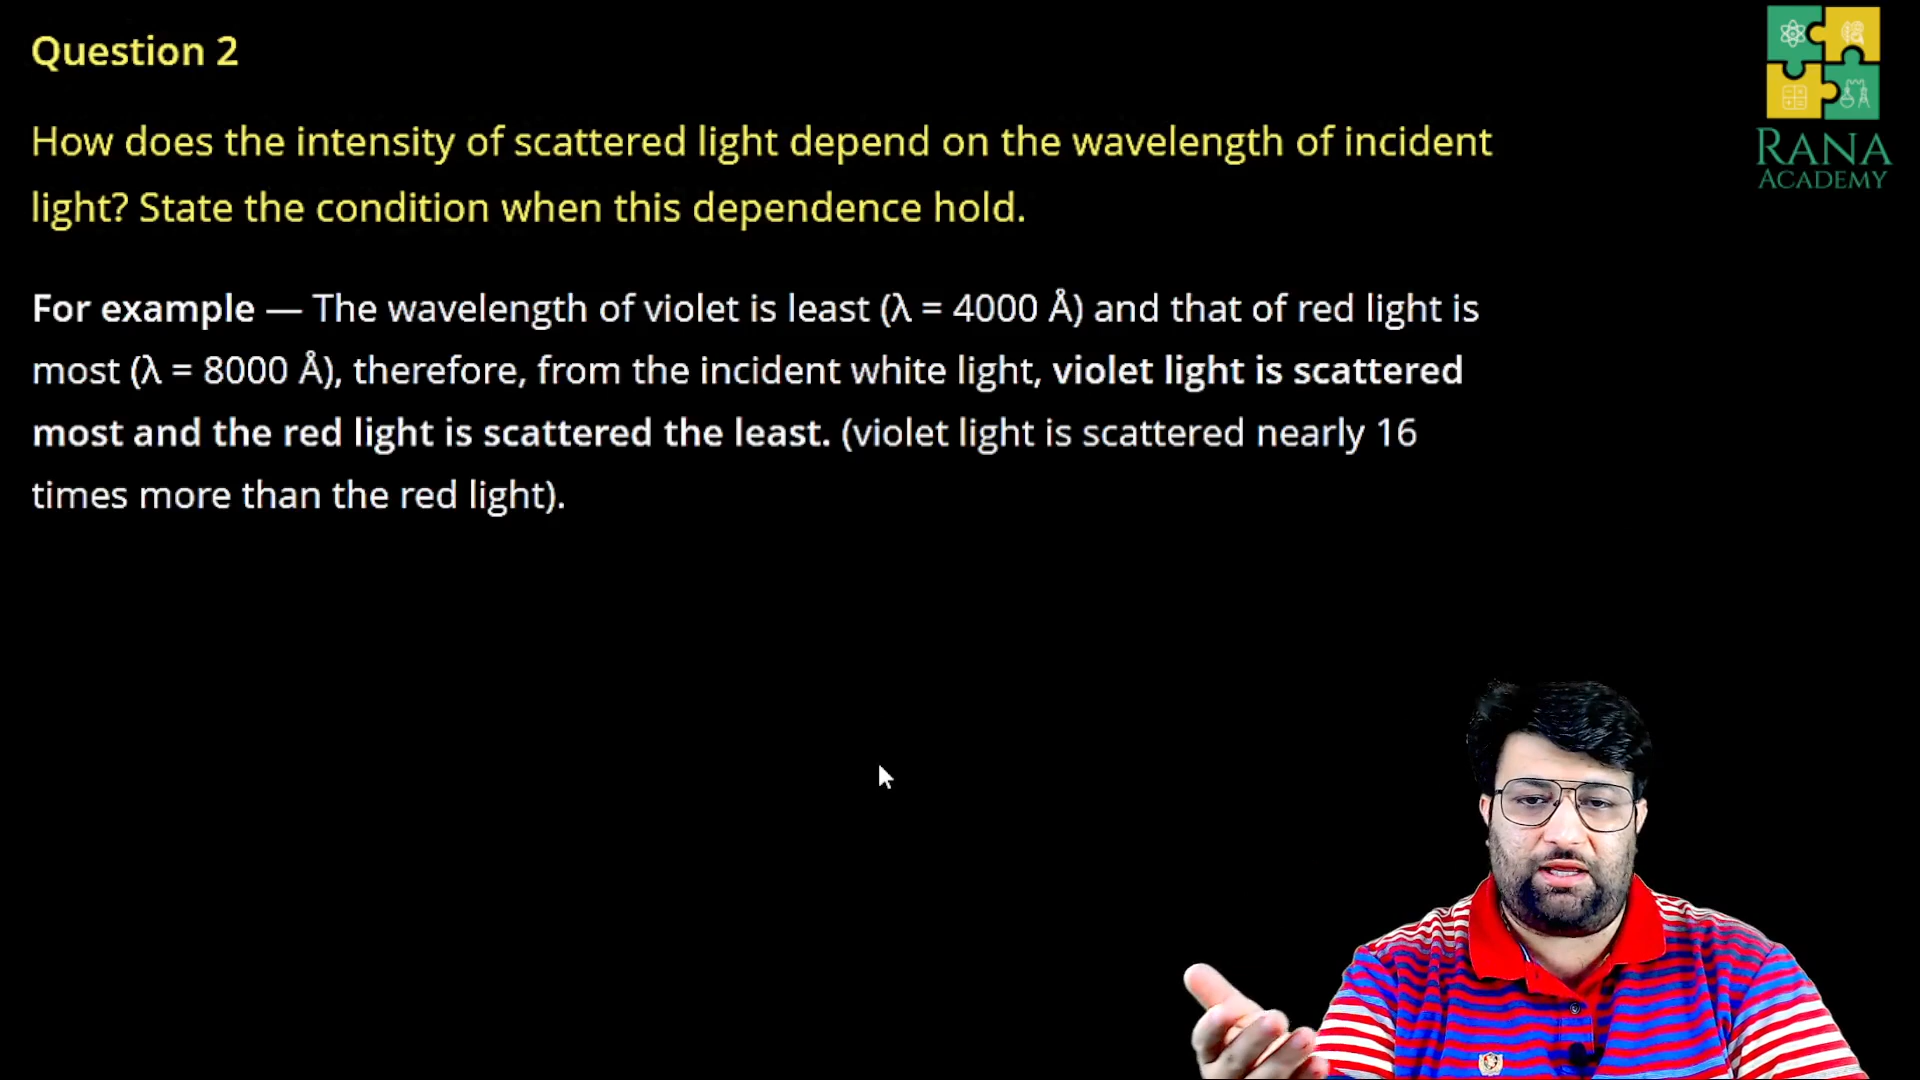 Question 2
How does the intensity of scattered light depend on the wavelength of incident
light? State the condition when this dependence hold.
For example — The wavelength of violet is least (λ = 4000 Å) and that of red light is
most (λ = 8000 Å), therefore, from the incident white light, violet light is scattered
most and the red light is scattered the least. (violet light is scattered nearly 16
times more than the red light).
RANA
ACADEMY